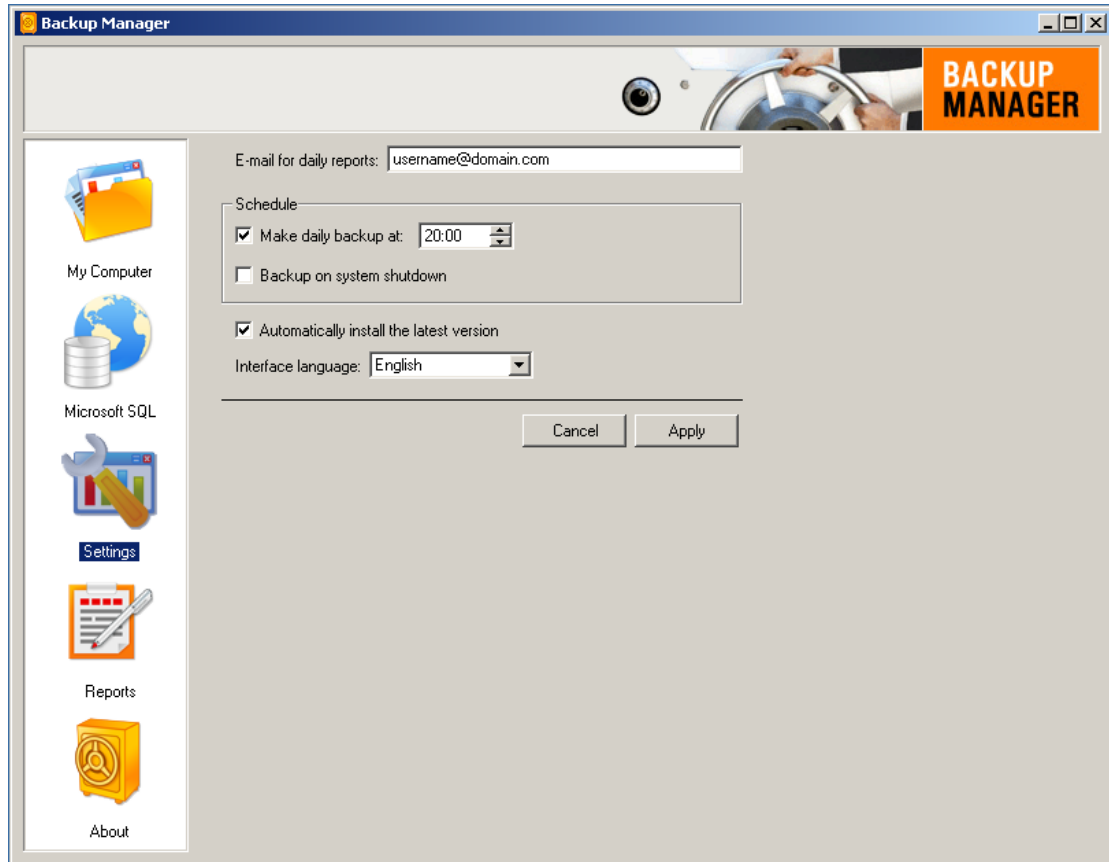 Backup Manager
BACKUP
MANAGER
My Computer
Microsoft SQL
Settings
Reports
About
E-mail for daily reports: username@domain.com
Schedule
Make daily backup at: 20:00
Backup on system shutdown
Automatically install the latest version
Interface language: English
Cancel Apply